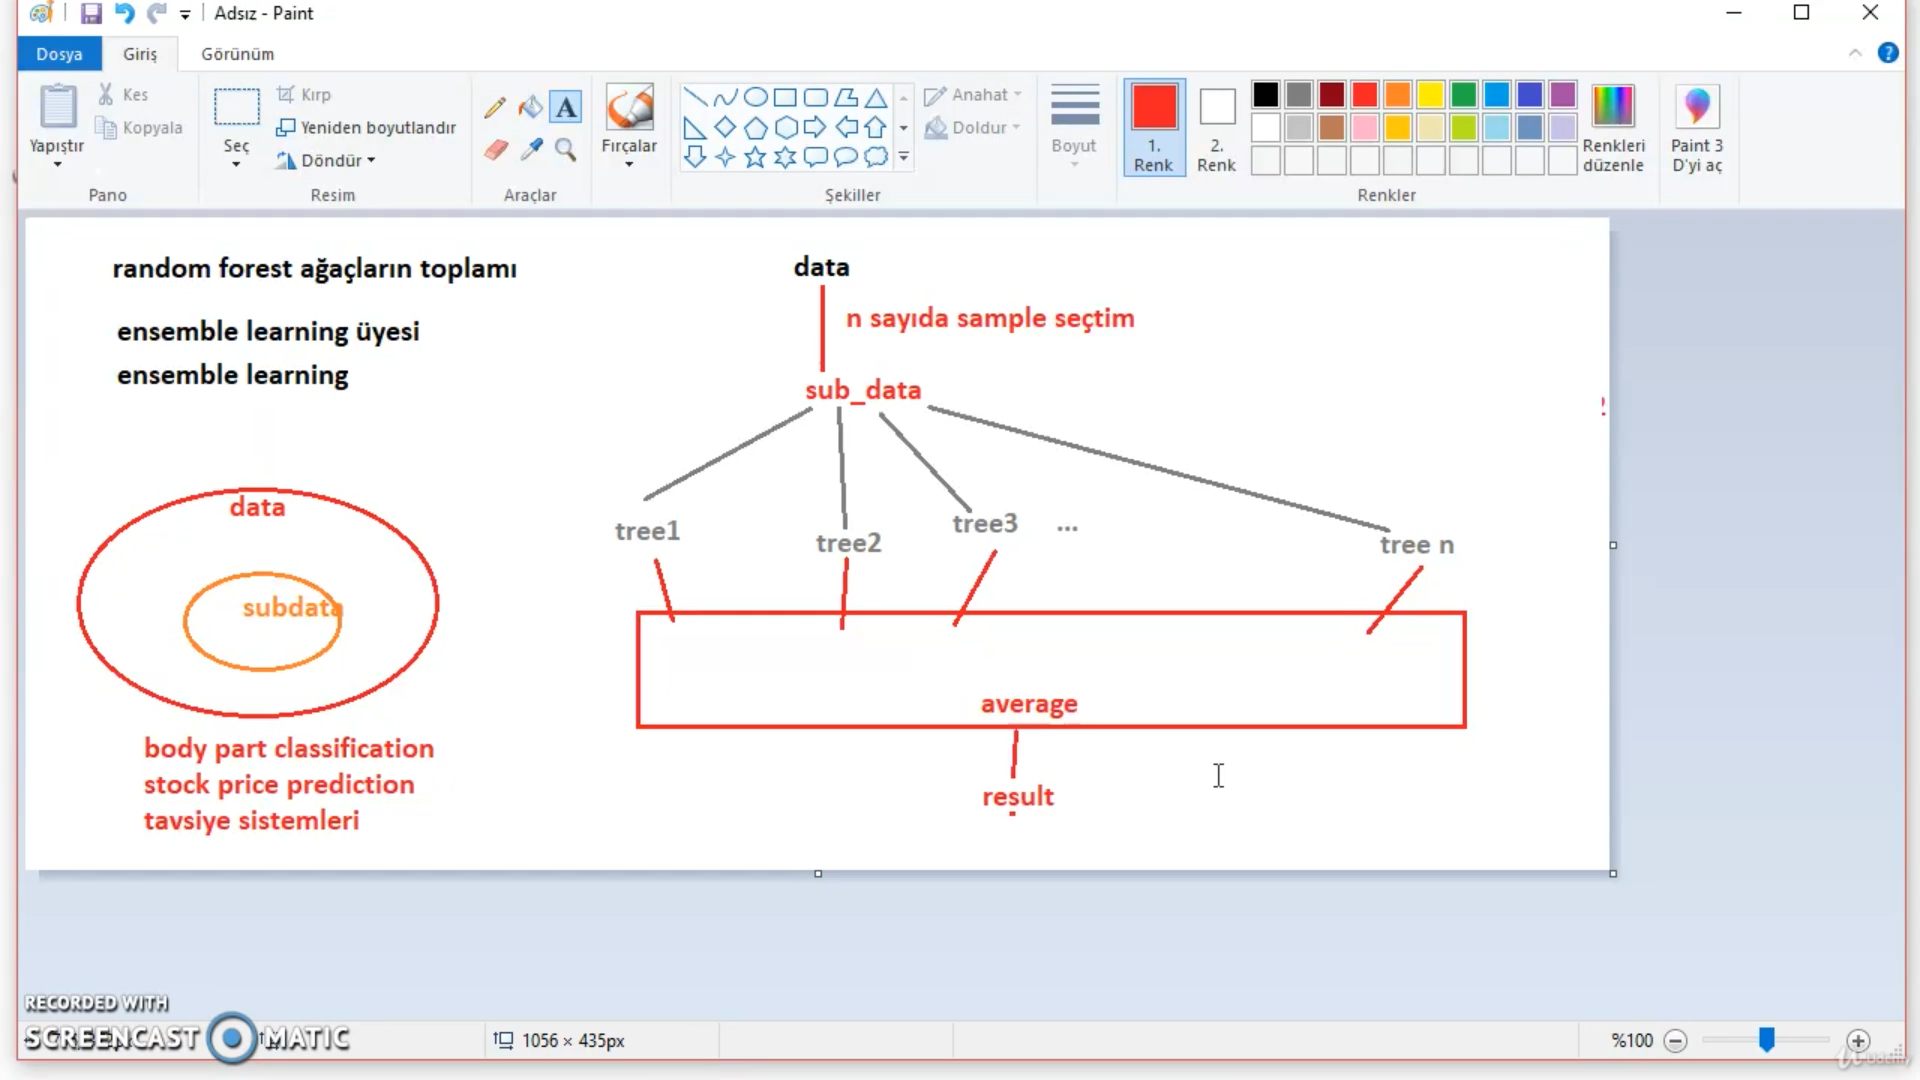 Adsız - Paint
Dosya
Giriş
Görünüm
Yapıştır
Kes
Kopyala
Pano
Seç
Kırp
Yeniden boyutlandır
Döndür
Resim
A
Araçlar
Fırçalar
Şekiller
Anahat
Doldur
Boyut
1.
Renk
2.
Renk
Renkler
Renkleri
düzenle
Paint 3
D'yi aç
random forest ağaçların toplamı
ensemble learning üyesi
ensemble learning
data
n sayıda sample seçtim
sub_data
tree1
tree2
tree3
...
tree n
average
result
data
subdata
body part classification
stock price prediction
tavsiye sistemleri
RECORDED WITH
SCREENCAST MATIC
1056 × 435px
%100
Udemy